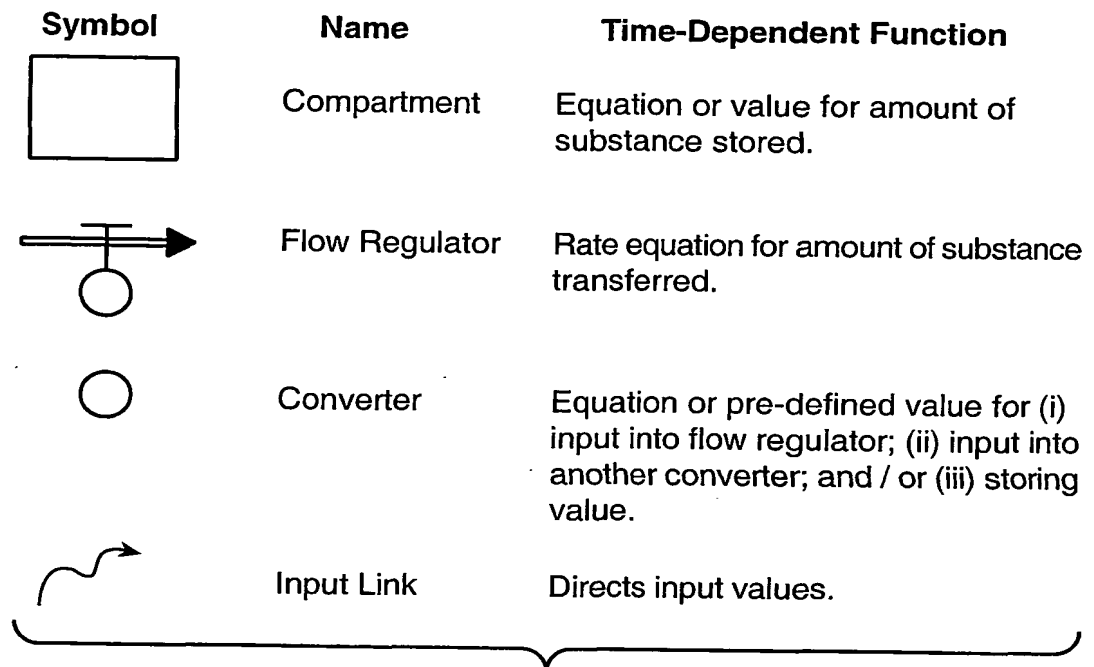 Symbol Name Time-Dependent Function
Compartment Equation or value for amount of
substance stored.
Flow Regulator Rate equation for amount of substance
transferred.
Converter Equation or pre-defined value for (i)
input into flow regulator; (ii) input into
another converter; and / or (iii) storing
value.
Input Link Directs input values.